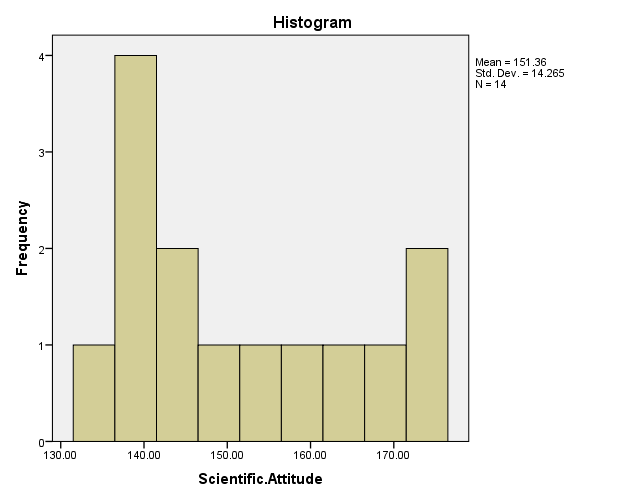 Histogram
Mean = 151.36
Std. Dev. = 14.265
N = 14
Frequency
4
3
2
1
0
130.00 140.00 150.00 160.00 170.00
Scientific.Attitude